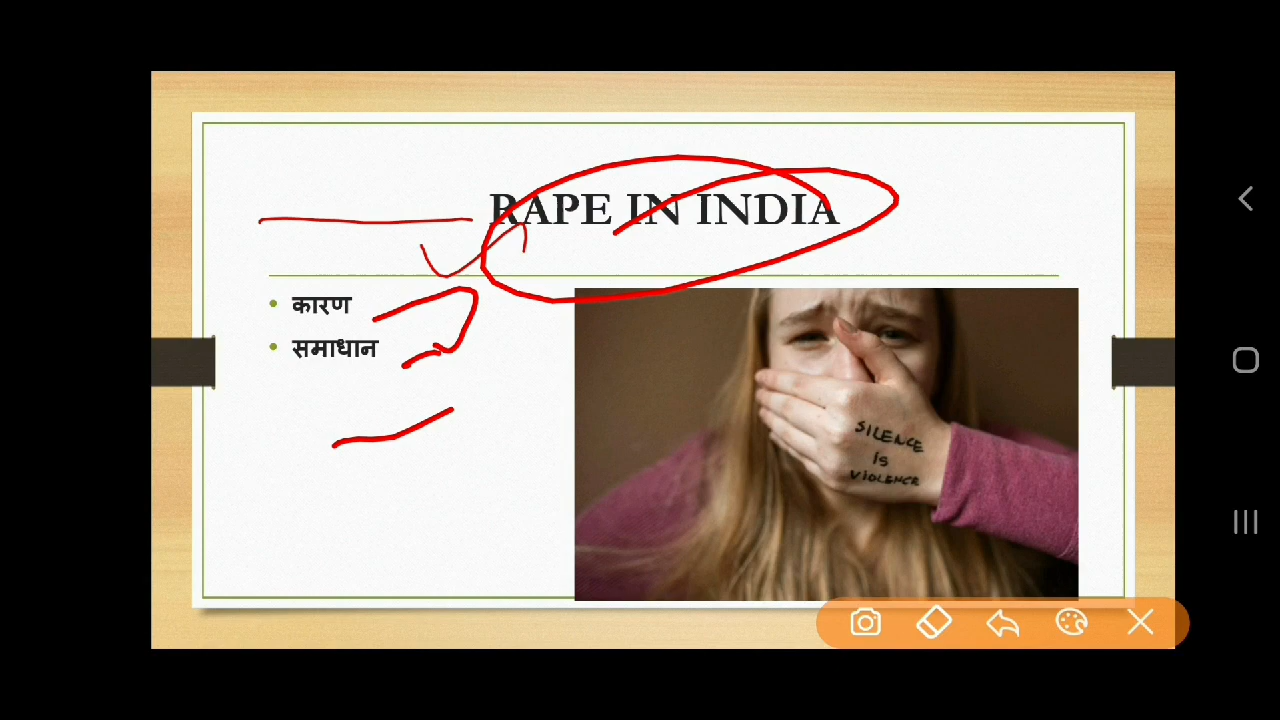 RAPE IN INDIA
• कारण
• समाधान
SILENCE
is
VIOLENCE